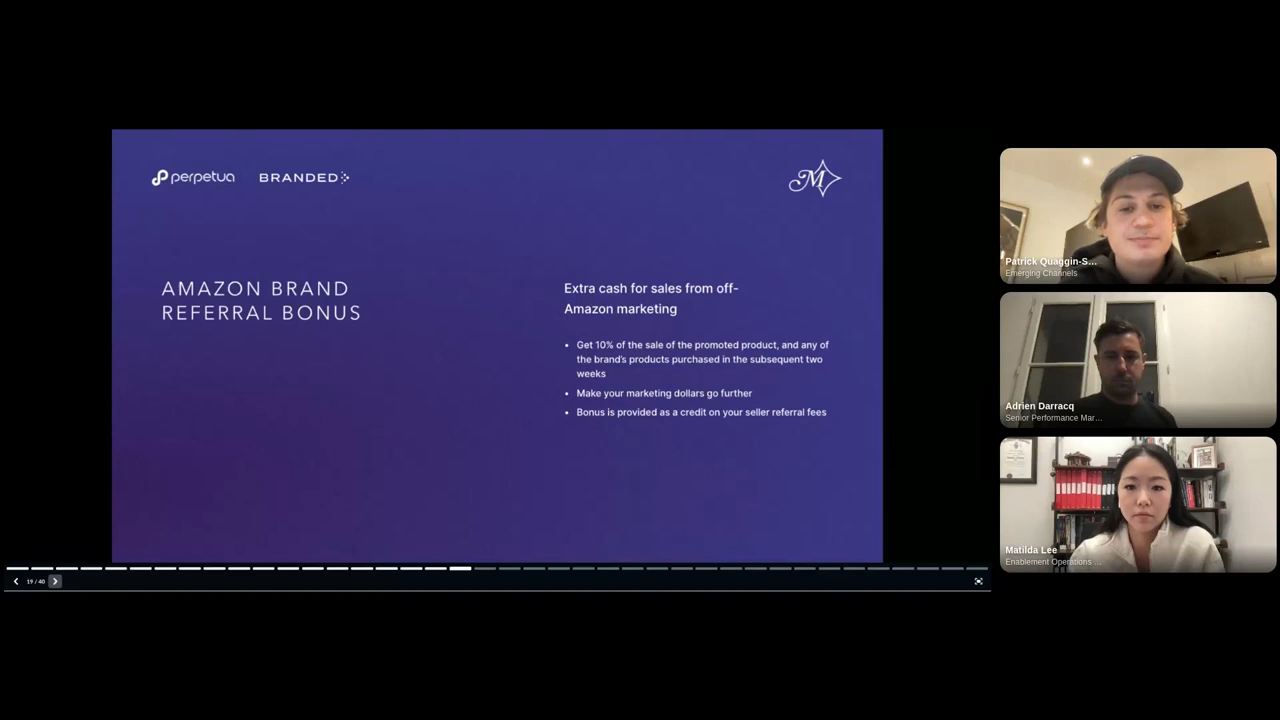 perpetua
BRANDED
M
AMAZON BRAND
REFERRAL BONUS
Extra cash for sales from off-
Amazon marketing
• Get 10% of the sale of the promoted product, and any of
the brand's products purchased in the subsequent two
weeks
• Make your marketing dollars go further
• Bonus is provided as a credit on your seller referral fees
19 / 40
Patrick Quaggin-S...
Emerging Channels
Adrien Darracq
Senior Performance Mar...
Matilda Lee
Enablement Operations ...